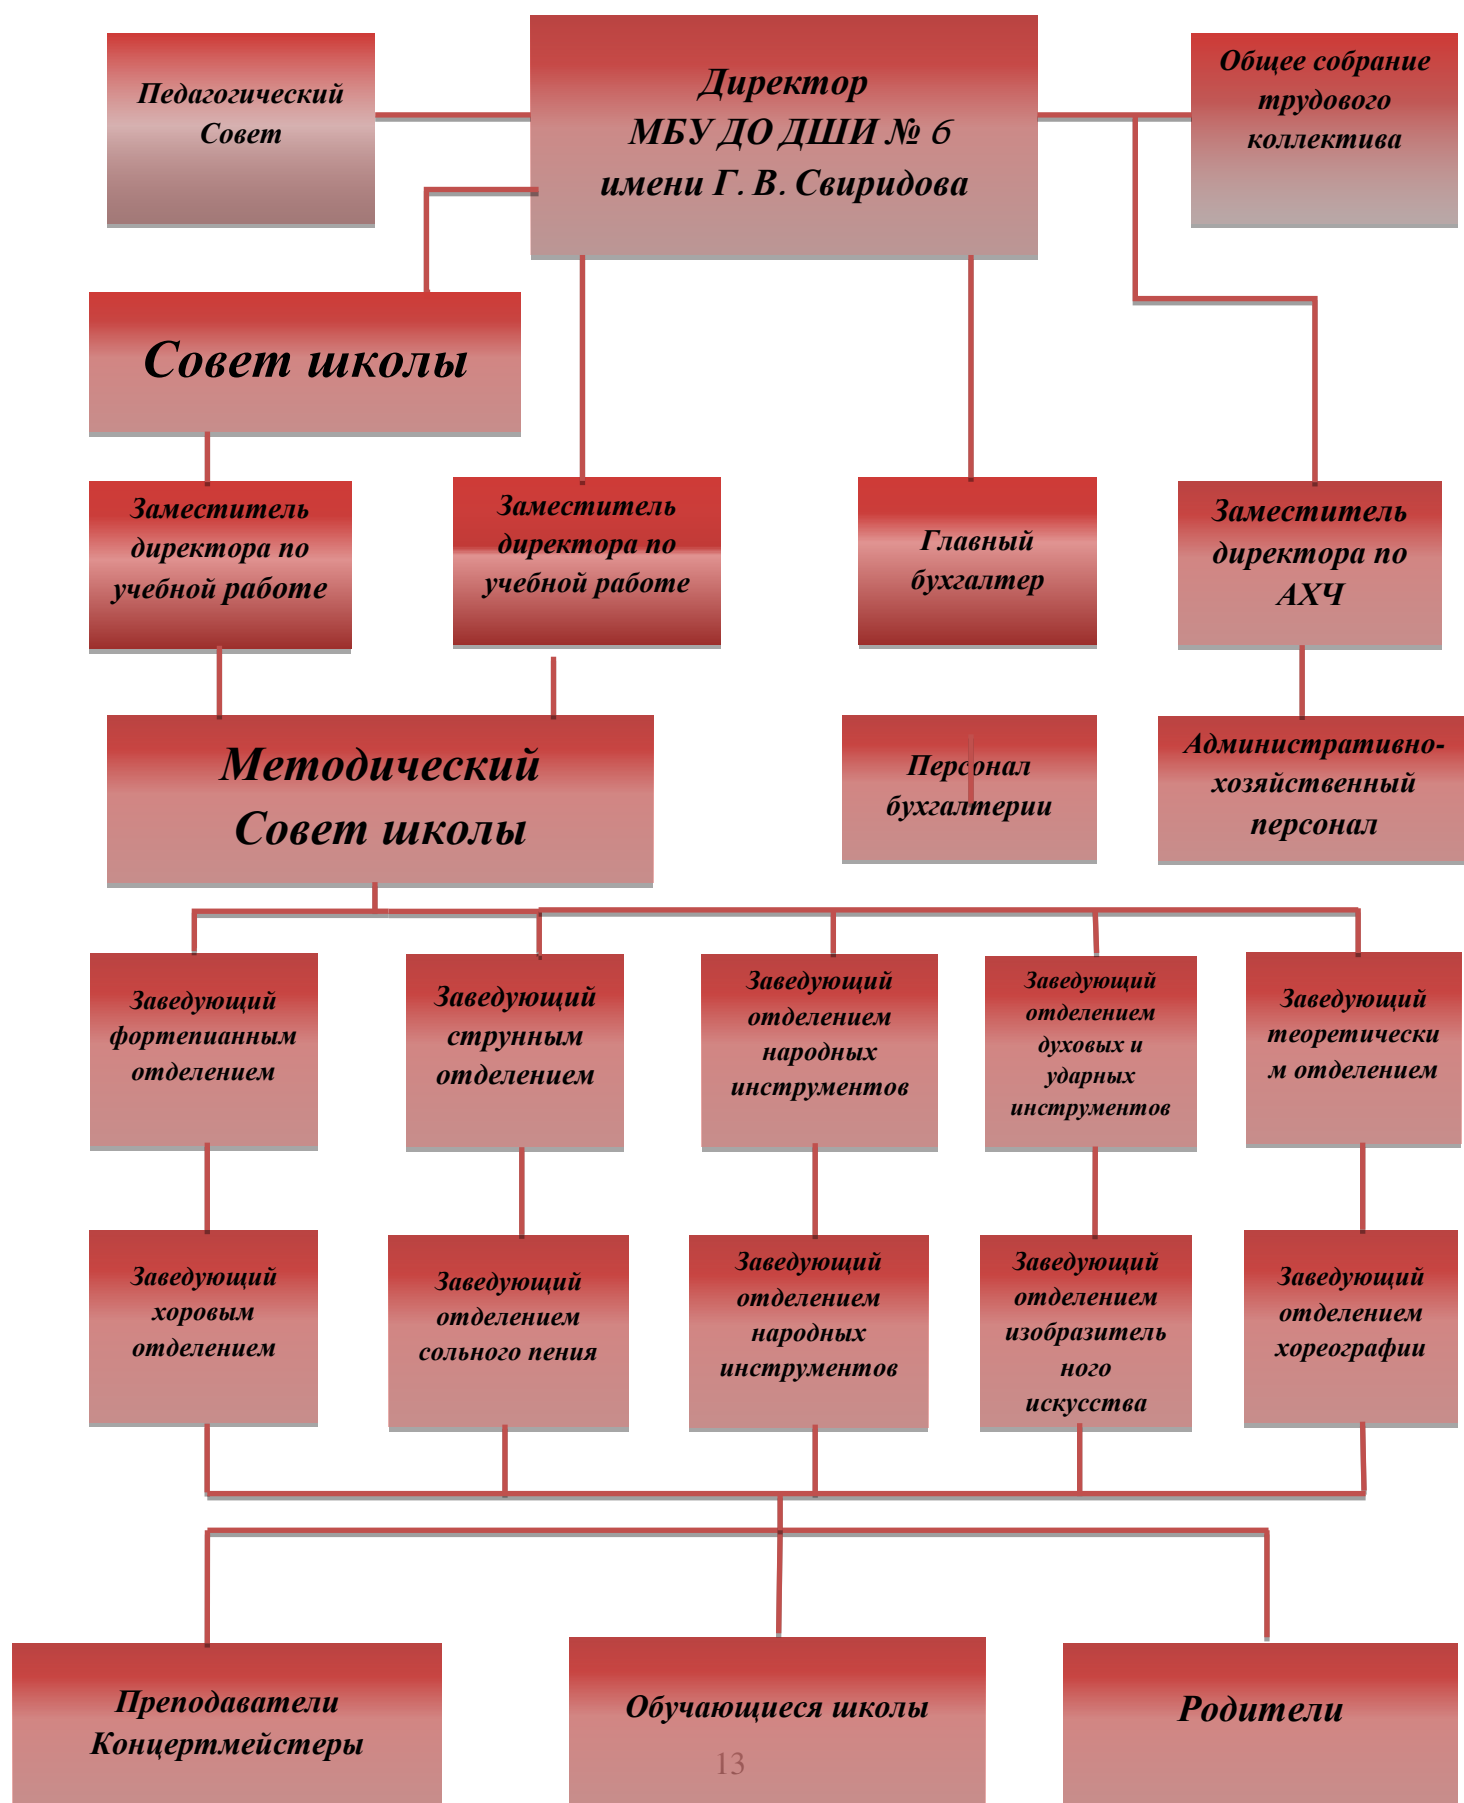 Педагогический
Совет
Директор
МБУ ДО ДШИ № 6
имени Г. В. Свиридова
Общее собрание
трудового
коллектива
Совет школы
Заместитель
директора по
учебной работе
Заместитель
директора по
учебной работе
Главный
бухгалтер
Заместитель
директора по
АХЧ
Методический
Совет школы
Персонал
бухгалтерии
Административно-
хозяйственный
персонал
Заведующий
фортепианным
отделением
Заведующий
струнным
отделением
Заведующий
отделением
народных
инструментов
Заведующий
отделением
духовых и
ударных
инструментов
Заведующий
теоретически
м отделением
Заведующий
хоровым
отделением
Заведующий
отделением
сольного пения
Заведующий
отделением
народных
инструментов
Заведующий
отделением
изобразитель
ного
искусства
Заведующий
отделением
хореографии
Преподаватели
Концертмейстеры
Обучающиеся школы
Родители
13